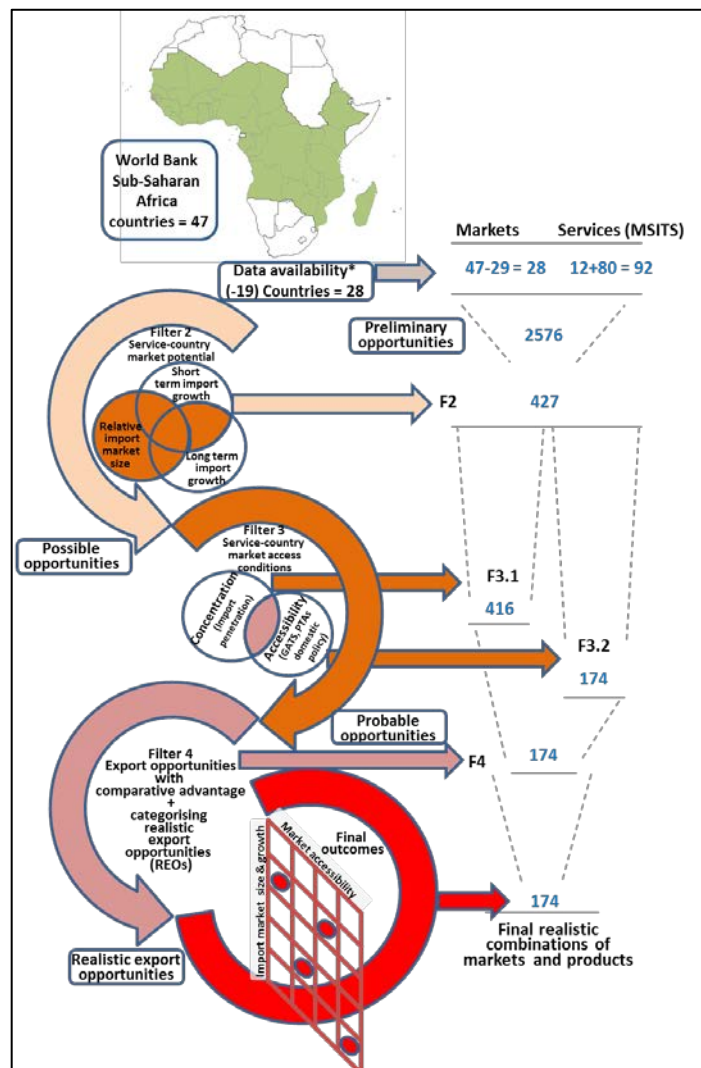 World Bank
Sub-Saharan
Africa
countries = 47
Markets
Services (MSITS)
Data availability*
(-19) Countries = 28
47-29 = 28
12+80 = 92
Preliminary
opportunities
2576
Filter 2
Service-country
market potential
Short
term import
growth
Relative
import
market
size
Long term
import
growth
F2
427
Possible
opportunities
Filter 3
Service-country
market access
conditions
Concentration
(Import
penetration)
Accessibility
(GATS, PTAs
domestic
policy)
F3.1
416
F3.2
174
Probable
opportunities
Filter 4
Export opportunities
with
comparative advantage
+
categorising
realistic
export
opportunities
(REOs)
F4
174
Market accessibility
Import market size & growth
Final
outcomes
174
Final realistic
combinations of
markets and products
Realistic export
opportunities